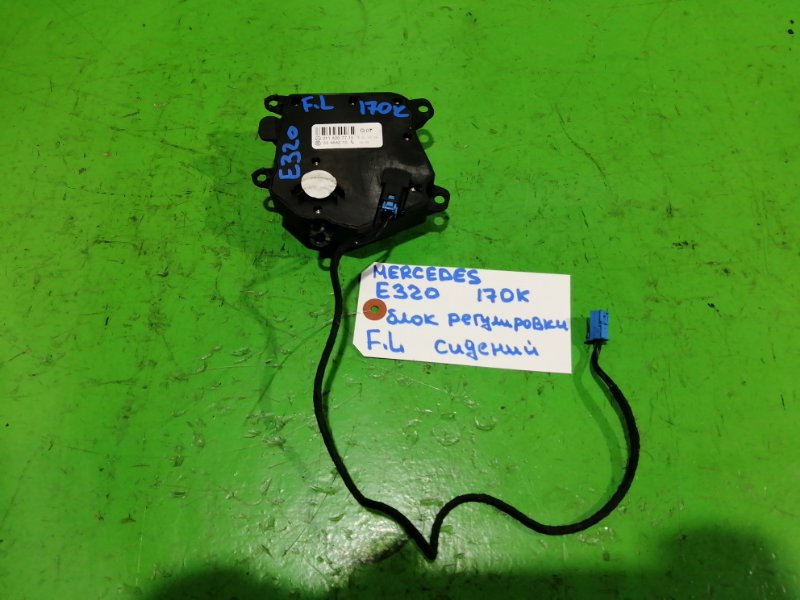 F.L 170K
E320
MERCEDES
E320 170K
блок регулировки
F.L сидений